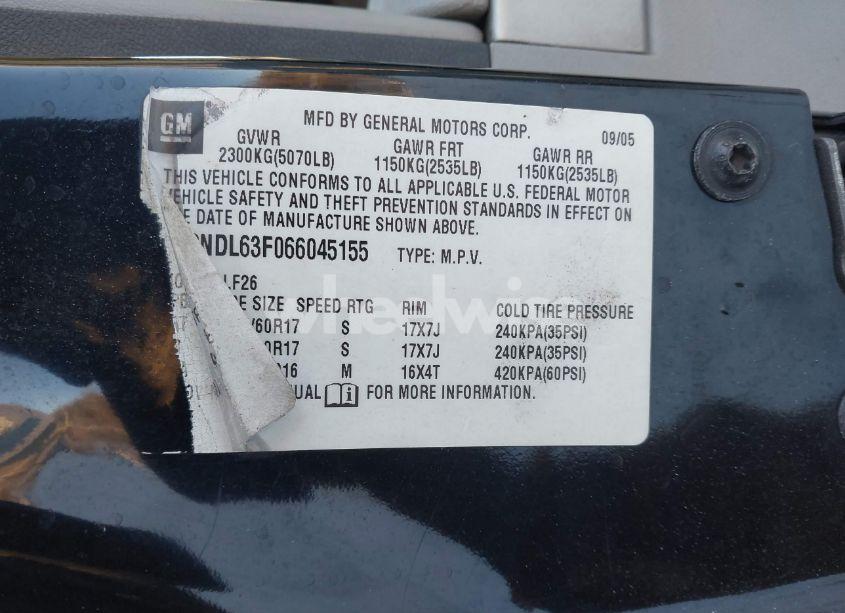 GM
MFD BY GENERAL MOTORS CORP. 09/05
GVWR GAWR FRT GAWR RR
2300KG(5070LB) 1150KG(2535LB) 1150KG(2535LB)
THIS VEHICLE CONFORMS TO ALL APPLICABLE U.S. FEDERAL MOTOR
VEHICLE SAFETY AND THEFT PREVENTION STANDARDS IN EFFECT ON
THE DATE OF MANUFACTURE SHOWN ABOVE.
NDL63F066045155 TYPE: M.P.V.
LF26
SIZE SPEED RTG RIM COLD TIRE PRESSURE
/60R17 S 17X7J 240KPA(35PSI)
0R17 S 17X7J 240KPA(35PSI)
16 M 16X4T 420KPA(60PSI)
UAL FOR MORE INFORMATION.